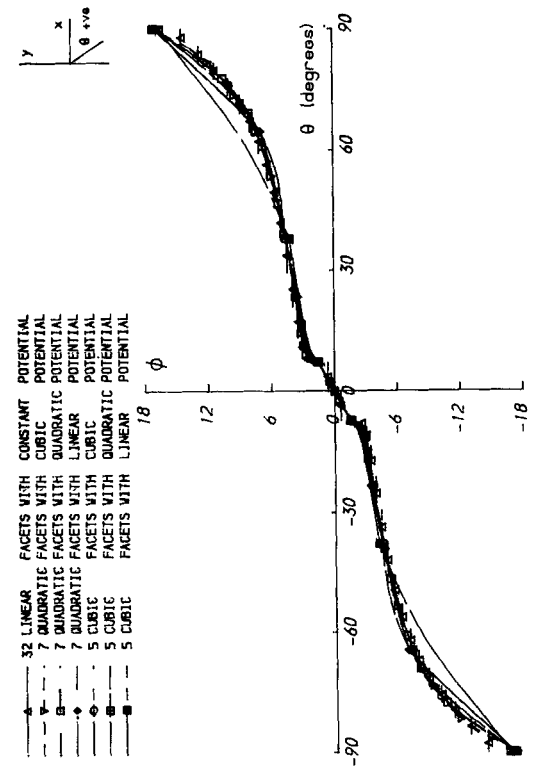 32 LINEAR FACETS WITH CONSTANT POTENTIAL
7 QUADRATIC FACETS WITH CUBIC POTENTIAL
7 QUADRATIC FACETS WITH QUADRATIC POTENTIAL
7 QUADRATIC FACETS WITH LINEAR POTENTIAL
5 CUBIC FACETS WITH CUBIC POTENTIAL
5 CUBIC FACETS WITH QUADRATIC POTENTIAL
5 CUBIC FACETS WITH LINEAR POTENTIAL
y
x
θ +ve
ϕ
18
12
6
0
-6
-12
-18
-90
-60
-30
0
30
60
90
θ (degrees)